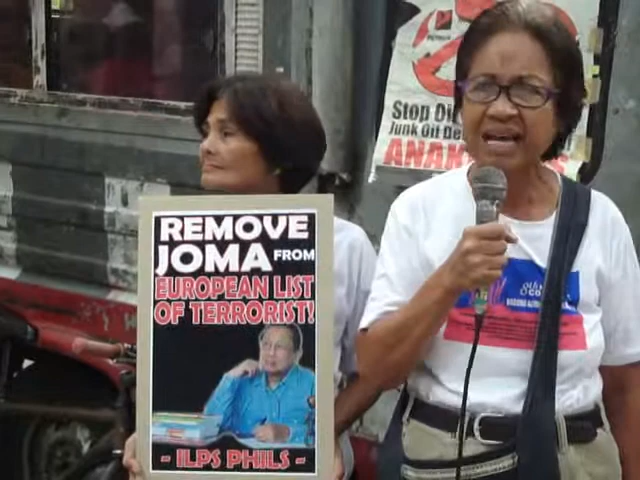 REMOVE
JOMA FROM
EUROPEAN LIST
OF TERRORIST!
- ILPS PHILS -
Stop Oil
Junk Oil De
ANAK